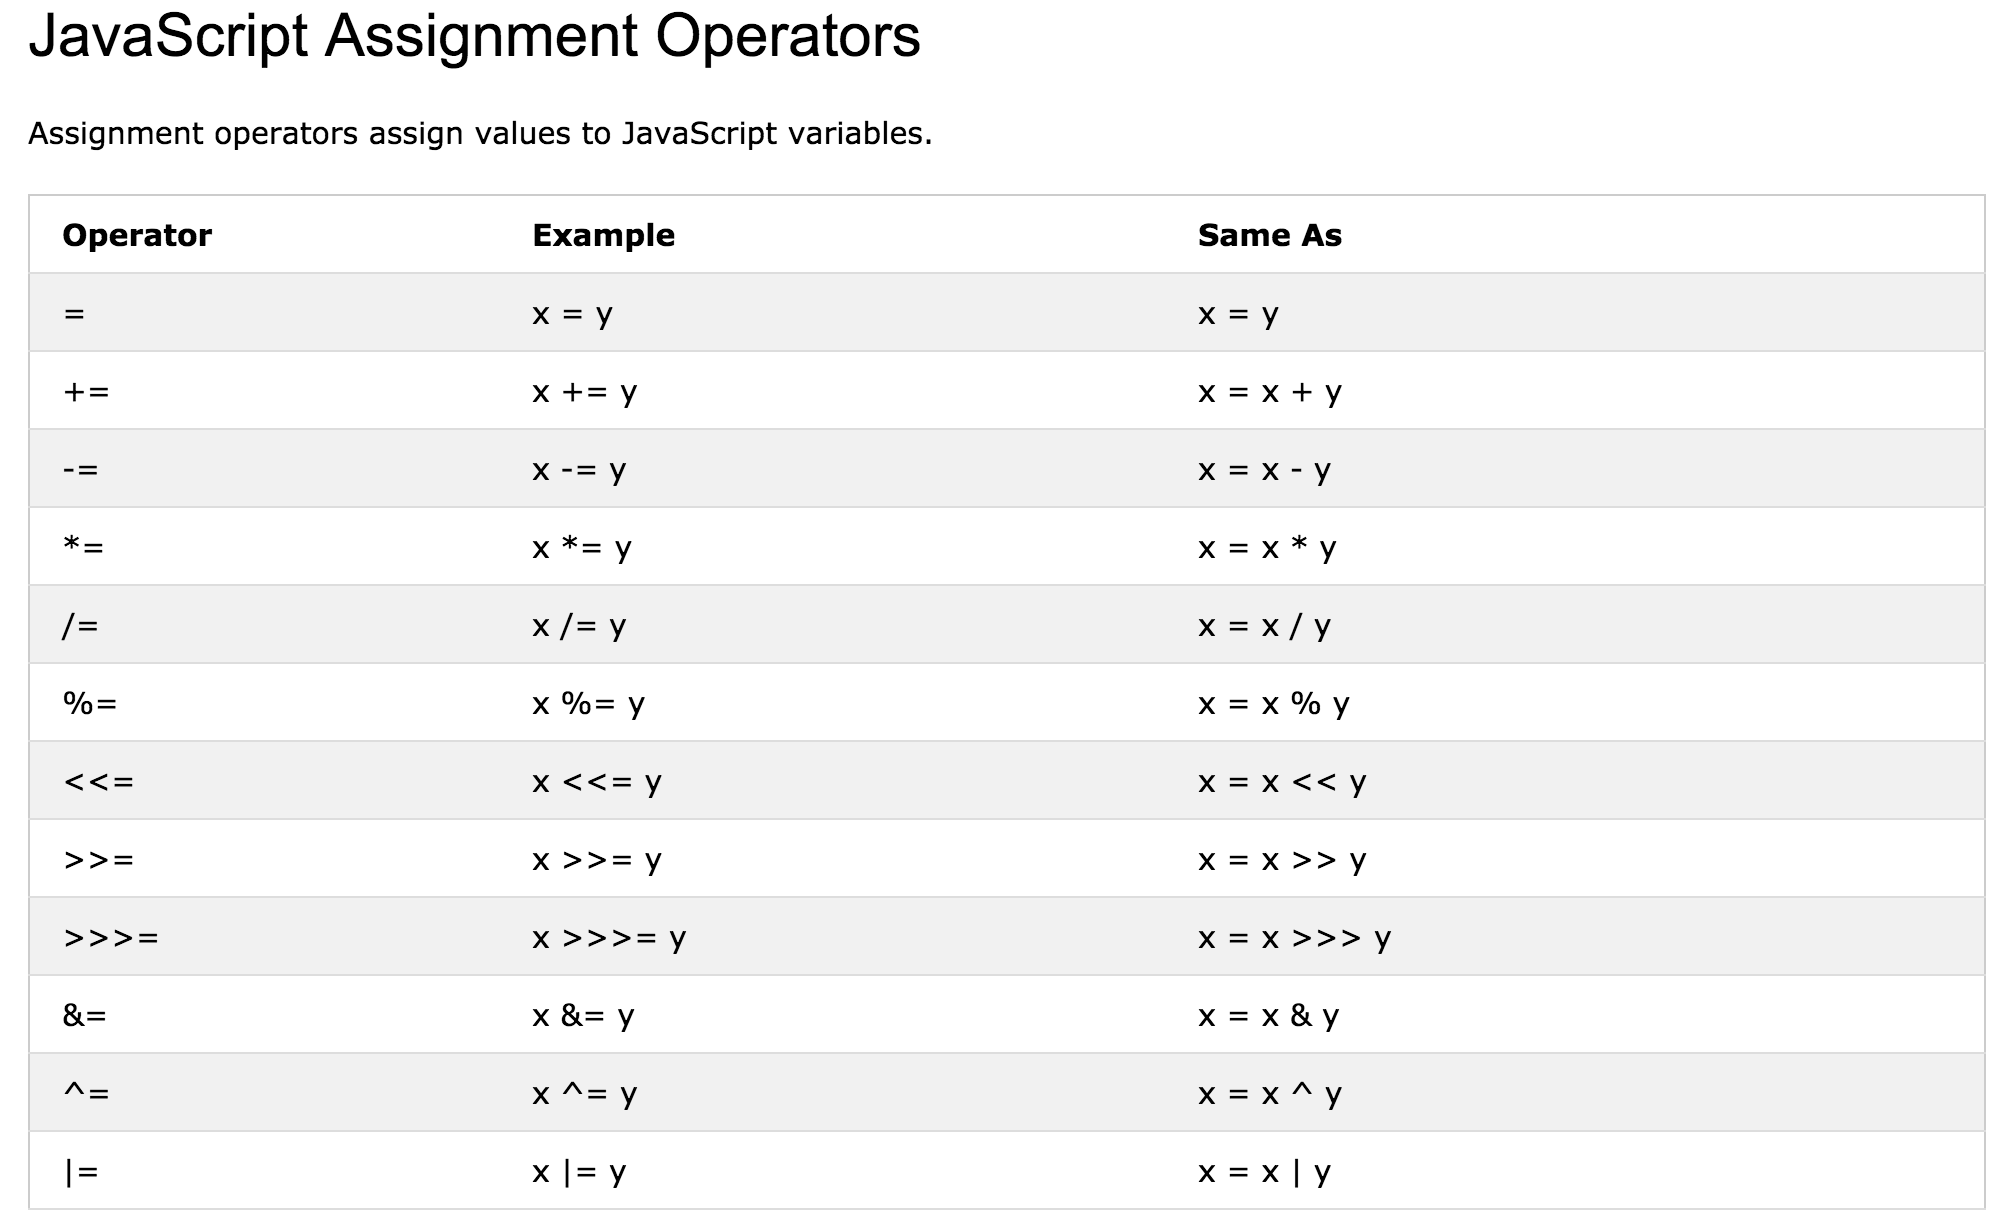 JavaScript Assignment Operators
Assignment operators assign values to JavaScript variables.
Operator Example Same As
= x = y x = y
+= x += y x = x + y
-= x -= y x = x - y
*= x *= y x = x * y
/= x /= y x = x / y
%= x %= y x = x % y
<<= x <<= y x = x << y
>>= x >>= y x = x >> y
>>>= x >>>= y x = x >>> y
&= x &= y x = x & y
^= x ^= y x = x ^ y
|= x |= y x = x | y